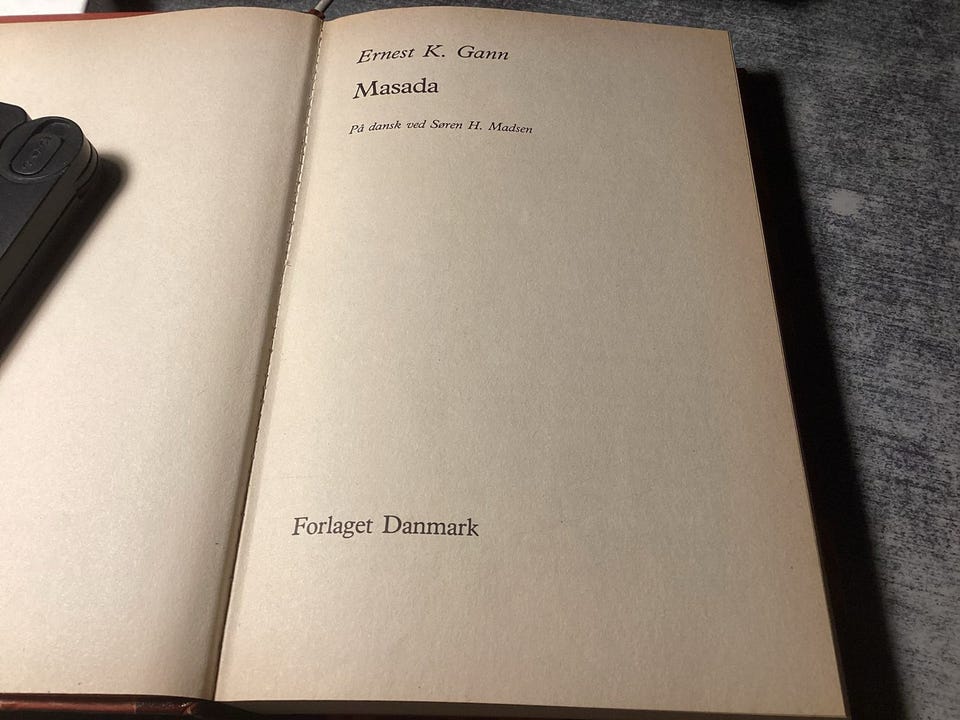 Ernest K. Gann
Masada
På dansk ved Søren H. Madsen
Forlaget Danmark